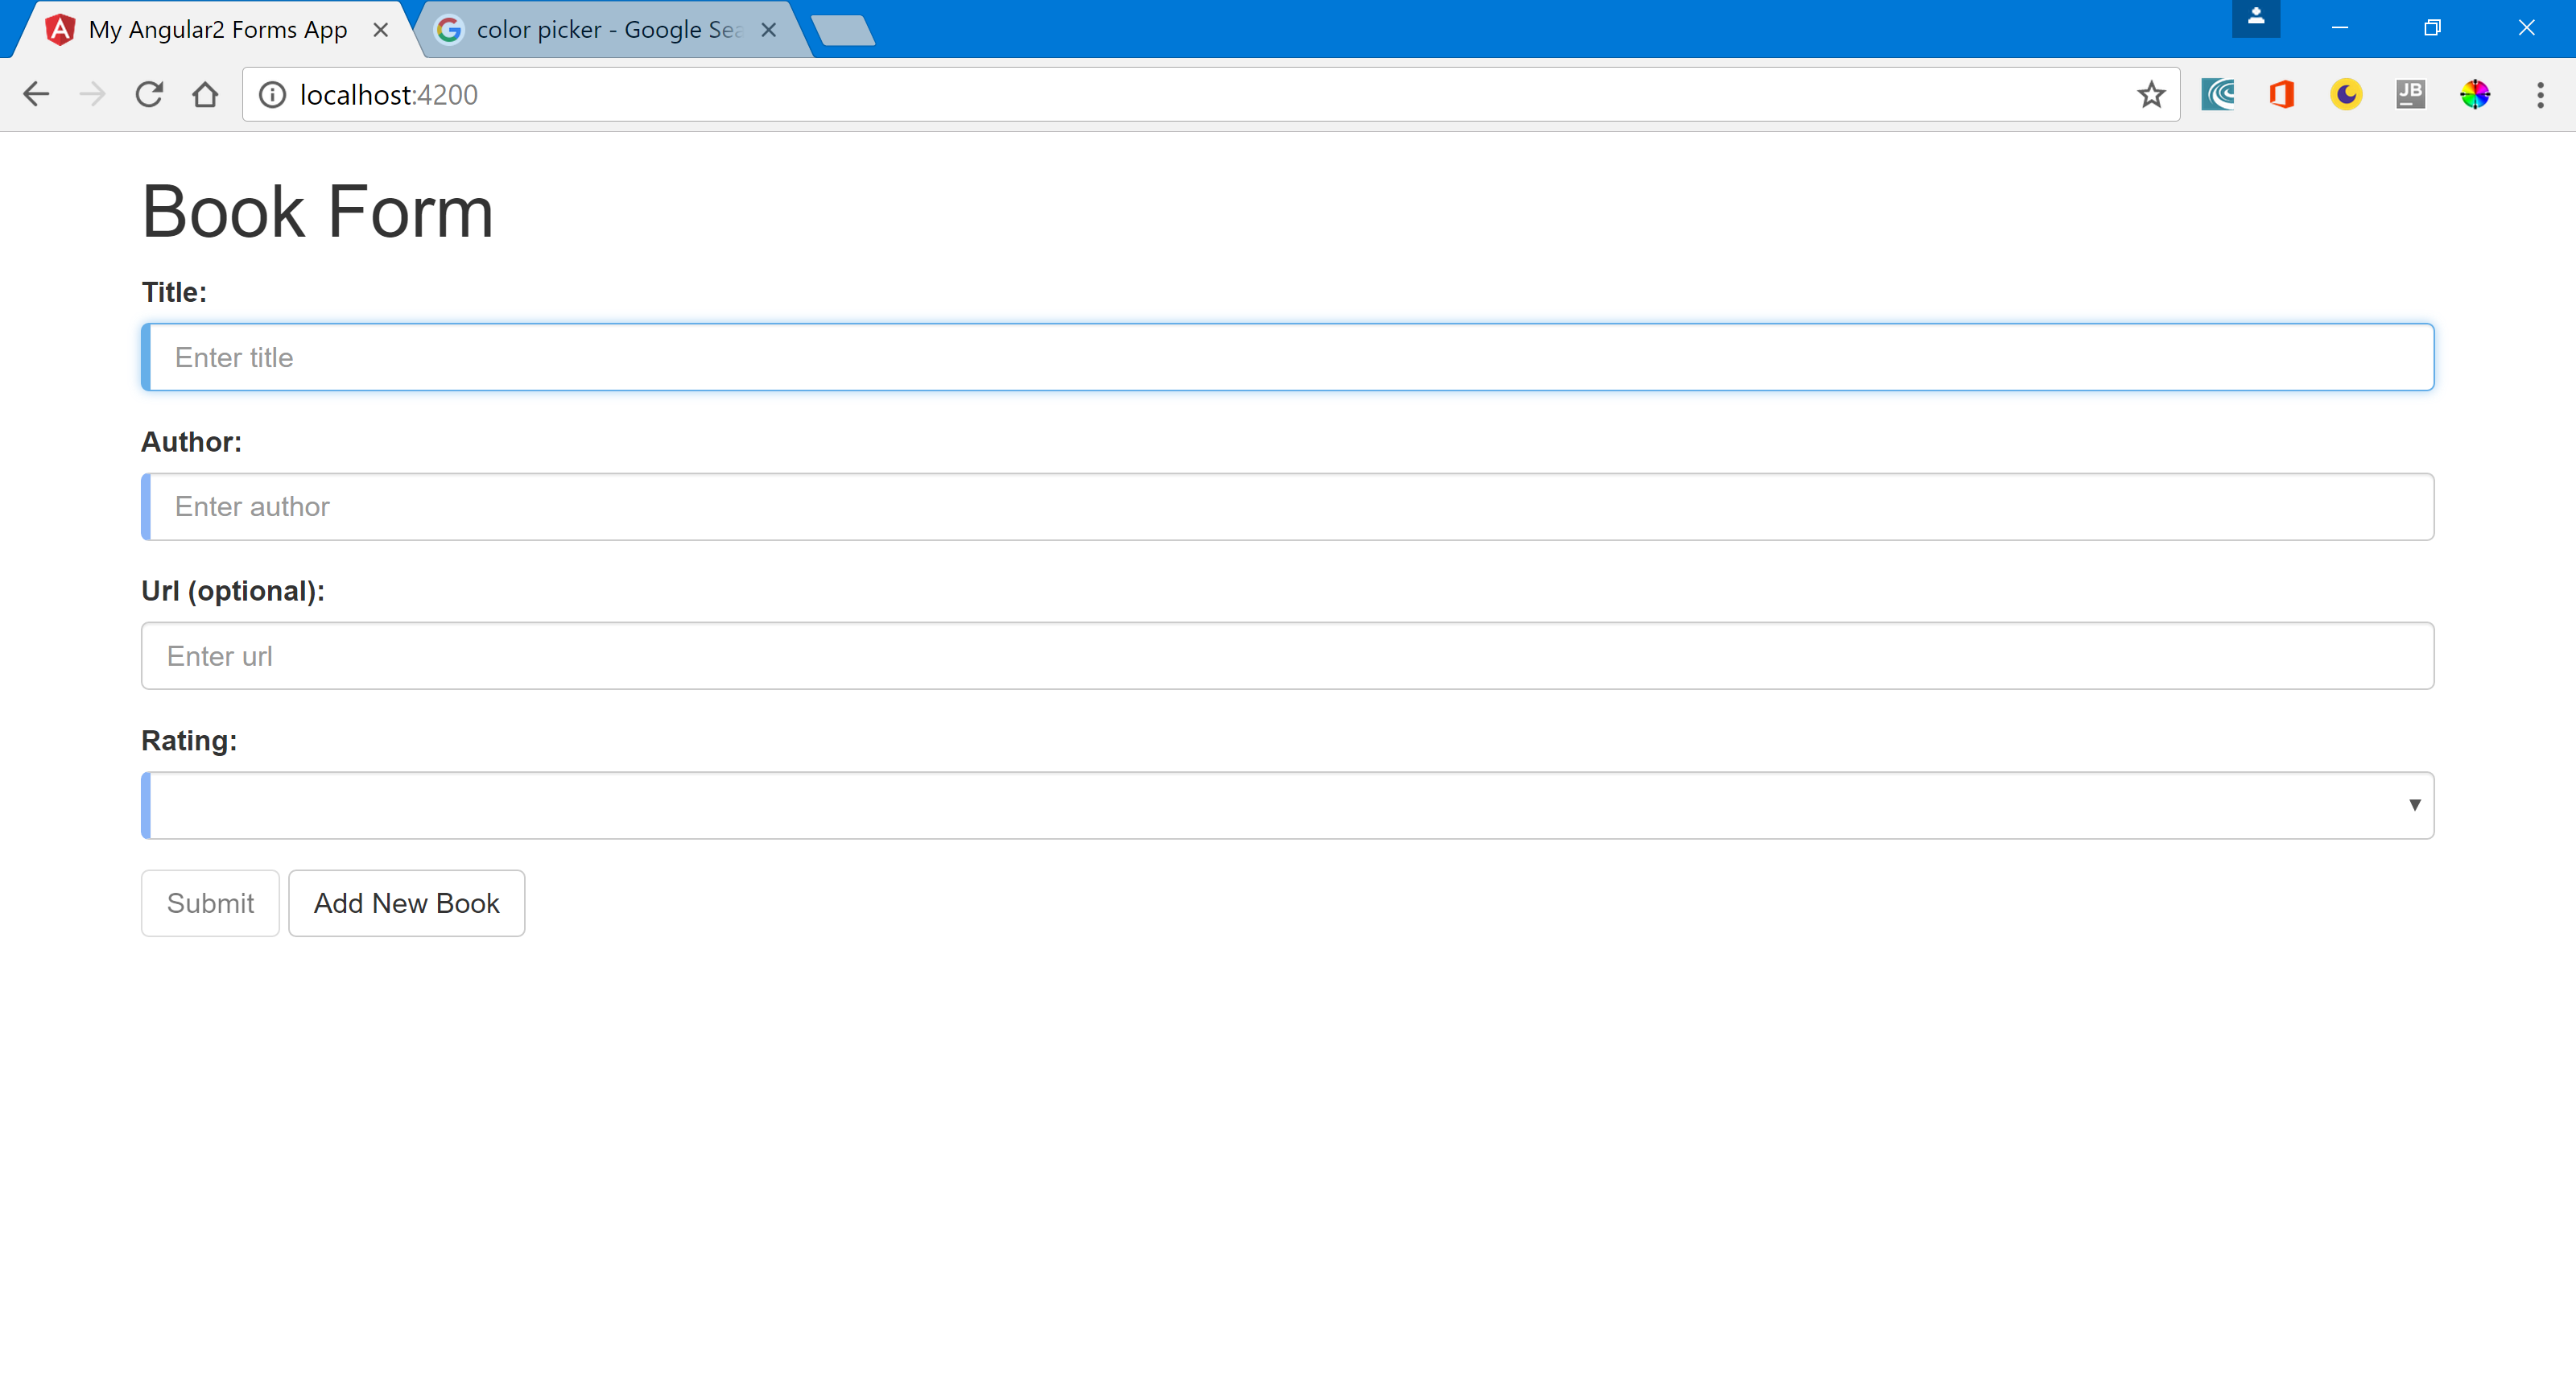 My Angular2 Forms App
color picker - Google Sea
localhost:4200
JB
Book Form
Title:
Enter title
Author:
Enter author
Url (optional):
Enter url
Rating:
Submit Add New Book